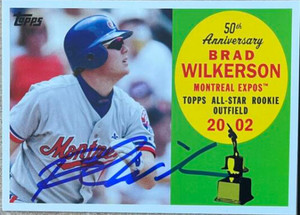 Topps
50th
Anniversary
BRAD
WILKERSON
MONTREAL EXPOS™
TOPPS ALL-STAR ROOKIE
OUTFIELD
20 02